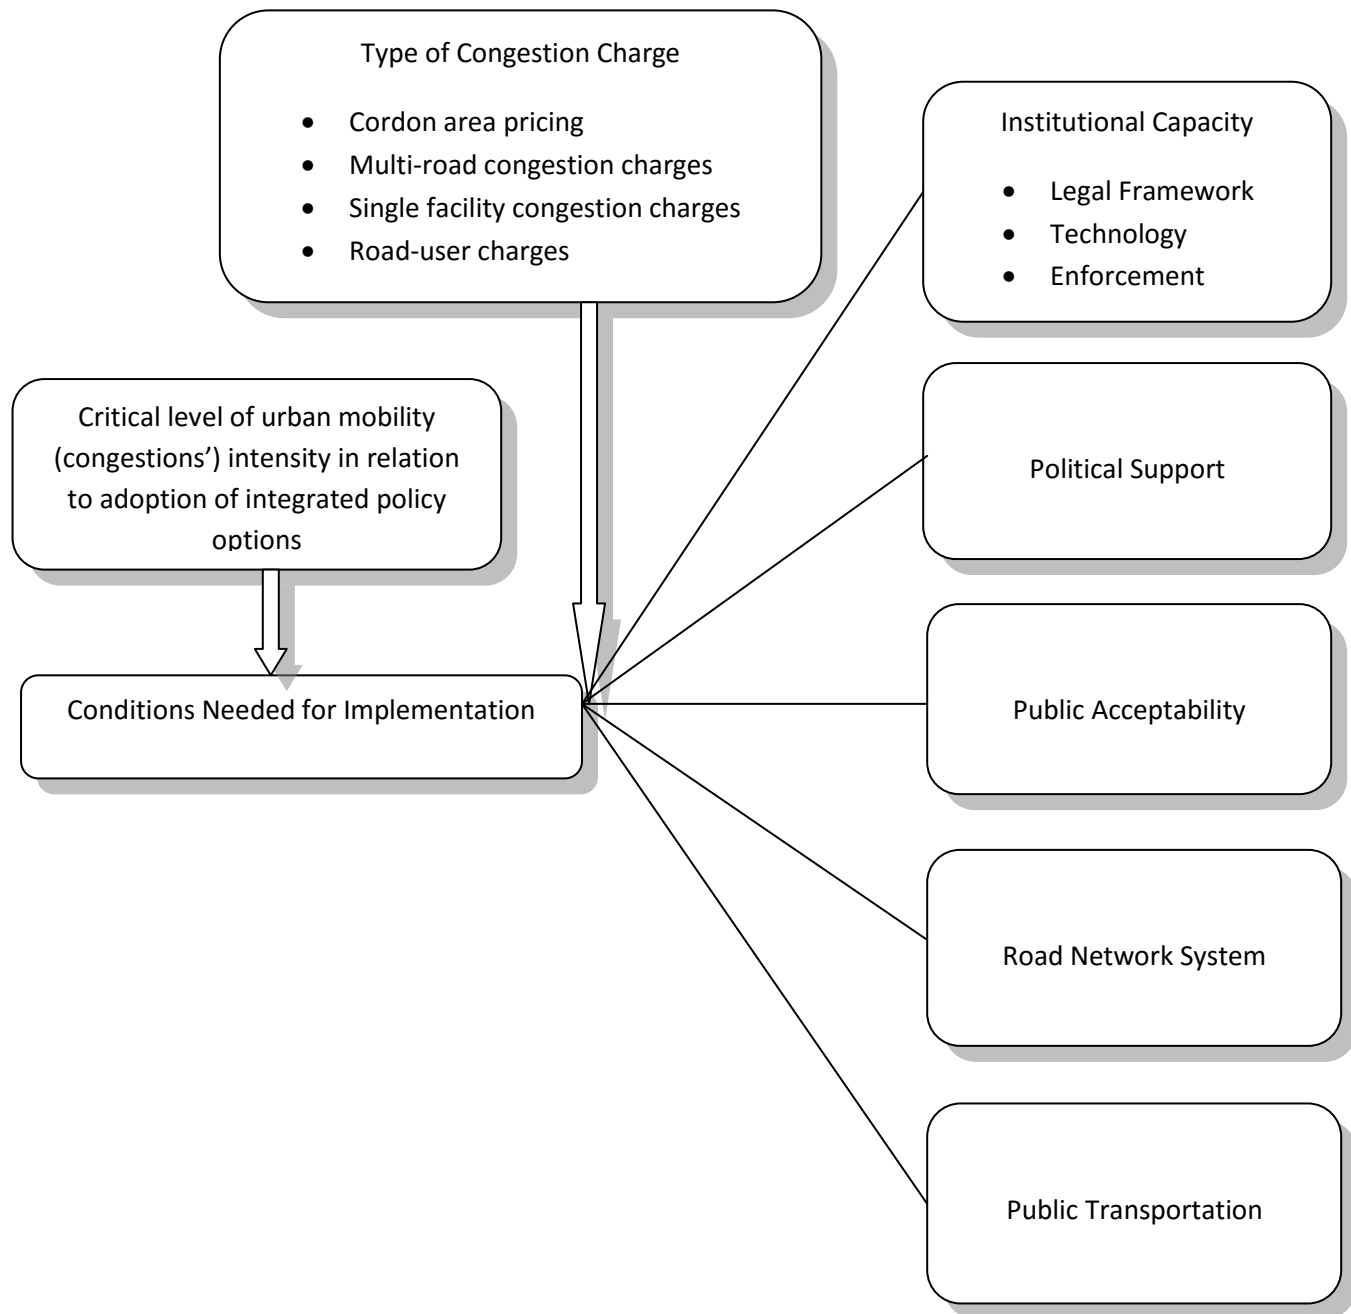 Type of Congestion Charge
• Cordon area pricing
• Multi-road congestion charges
• Single facility congestion charges
• Road-user charges
Institutional Capacity
• Legal Framework
• Technology
• Enforcement
Critical level of urban mobility
(congestions’) intensity in relation
to adoption of integrated policy
options
Political Support
Conditions Needed for Implementation
Public Acceptability
Road Network System
Public Transportation